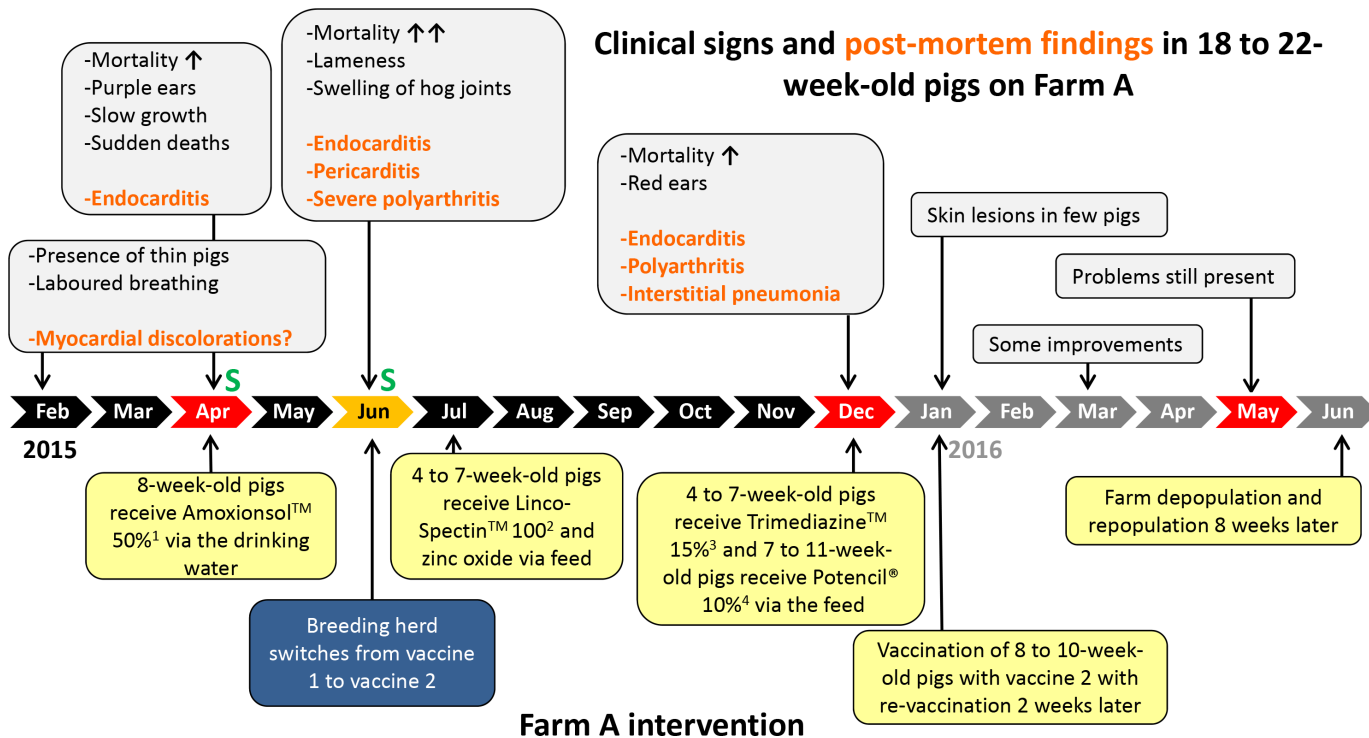 Clinical signs and post-mortem findings in 18 to 22-
week-old pigs on Farm A
-Mortality ↑
-Purple ears
-Slow growth
-Sudden deaths
-Endocarditis
-Mortality ↑↑
-Lameness
-Swelling of hog joints
-Endocarditis
-Pericarditis
-Severe polyarthritis
-Presence of thin pigs
-Laboured breathing
-Myocardial discolorations?
-Mortality ↑
-Red ears
-Endocarditis
-Polyarthritis
-Interstitial pneumonia
Skin lesions in few pigs
Problems still present
Some improvements
S
S
Feb Mar Apr May Jun Jul Aug Sep Oct Nov Dec Jan Feb Mar Apr May Jun
2015
2016
8-week-old pigs
receive Amoxionsol™
50%¹ via the drinking
water
4 to 7-week-old pigs
receive Linco-
Spectin™ 100² and
zinc oxide via feed
4 to 7-week-old pigs
receive Trimediazine™
15%³ and 7 to 11-week-
old pigs receive Potencil®
10%⁴ via the feed
Farm depopulation and
repopulation 8 weeks later
Breeding herd
switches from vaccine
1 to vaccine 2
Vaccination of 8 to 10-week-
old pigs with vaccine 2 with
re-vaccination 2 weeks later
Farm A intervention